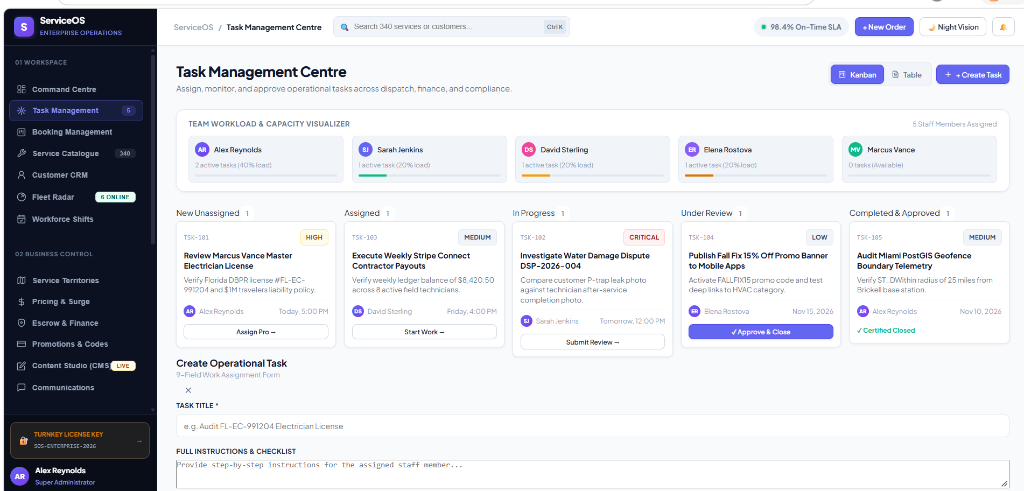 S
ServiceOS
ENTERPRISE OPERATIONS
01 WORKSPACE
Command Centre
Task Management 5
Booking Management
Service Catalogue 340
Customer CRM
Fleet Radar 6 ONLINE
Workforce Shifts
02 BUSINESS CONTROL
Service Territories
Pricing & Surge
Escrow & Finance
Promotions & Codes
Content Studio (CMS) LIVE
Communications
TURNKEY LICENSE KEY
SOS-ENTERPRISE-2026 →
AR
Alex Reynolds
Super Administrator
ServiceOS / Task Management Centre
Search 340 services or customers... Ctrl K
98.4% On-Time SLA
+ New Order
Night Vision
Task Management Centre
Assign, monitor, and approve operational tasks across dispatch, finance, and compliance.
Kanban
Table
+ + Create Task
TEAM WORKLOAD & CAPACITY VISUALIZER
5 Staff Members Assigned
AR Alex Reynolds
2 active tasks (40% load)
SJ Sarah Jenkins
1 active task (20% load)
DS David Sterling
1 active task (20% load)
ER Elena Rostova
1 active task (20% load)
MV Marcus Vance
0 tasks (Available)
New Unassigned 1
TSK-101 HIGH
Review Marcus Vance Master
Electrician License
Verify Florida DBPR license #FL-EC-
991204 and $1M travelers liability policy.
AR Alex Reynolds Today, 5:00 PM
Assign Pro →
Assigned 1
TSK-103 MEDIUM
Execute Weekly Stripe Connect
Contractor Payouts
Verify weekly ledger balance of $8,420.50
across 8 active field technicians.
DS David Sterling Friday, 4:00 PM
Start Work →
In Progress 1
TSK-102 CRITICAL
Investigate Water Damage Dispute
DSP-2026-004
Compare customer P-trap leak photo
against technician after-service
completion photo.
SJ Sarah Jenkins Tomorrow, 12:00 PM
Submit Review →
Under Review 1
TSK-104 LOW
Publish Fall Fix 15% Off Promo Banner
to Mobile Apps
Activate FALLFIX15 promo code and test
deep links to HVAC category.
ER Elena Rostova Nov 15, 2026
✓ Approve & Close
Completed & Approved 1
TSK-105 MEDIUM
Audit Miami PostGIS Geofence
Boundary Telemetry
Verify ST_DWithin radius of 25 miles from
Brickell base station.
AR Alex Reynolds Nov 10, 2026
✓ Certified Closed
Create Operational Task
9-Field Work Assignment Form
×
TASK TITLE *
e.g. Audit FL-EC-991204 Electrician License
FULL INSTRUCTIONS & CHECKLIST
Provide step-by-step instructions for the assigned staff member...